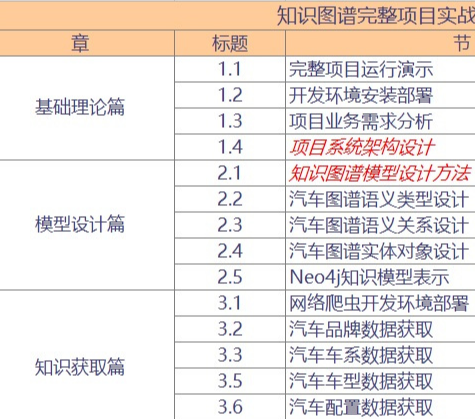 知识图谱完整项目实战
章 标题 节
基础理论篇
1.1 完整项目运行演示
1.2 开发环境安装部署
1.3 项目业务需求分析
1.4 项目系统架构设计
模型设计篇
2.1 知识图谱模型设计方法
2.2 汽车图谱语义类型设计
2.3 汽车图谱语义关系设计
2.4 汽车图谱实体对象设计
2.5 Neo4j知识模型表示
知识获取篇
3.1 网络爬虫开发环境部署
3.2 汽车品牌数据获取
3.3 汽车车系数据获取
3.5 汽车车型数据获取
3.6 汽车配置数据获取